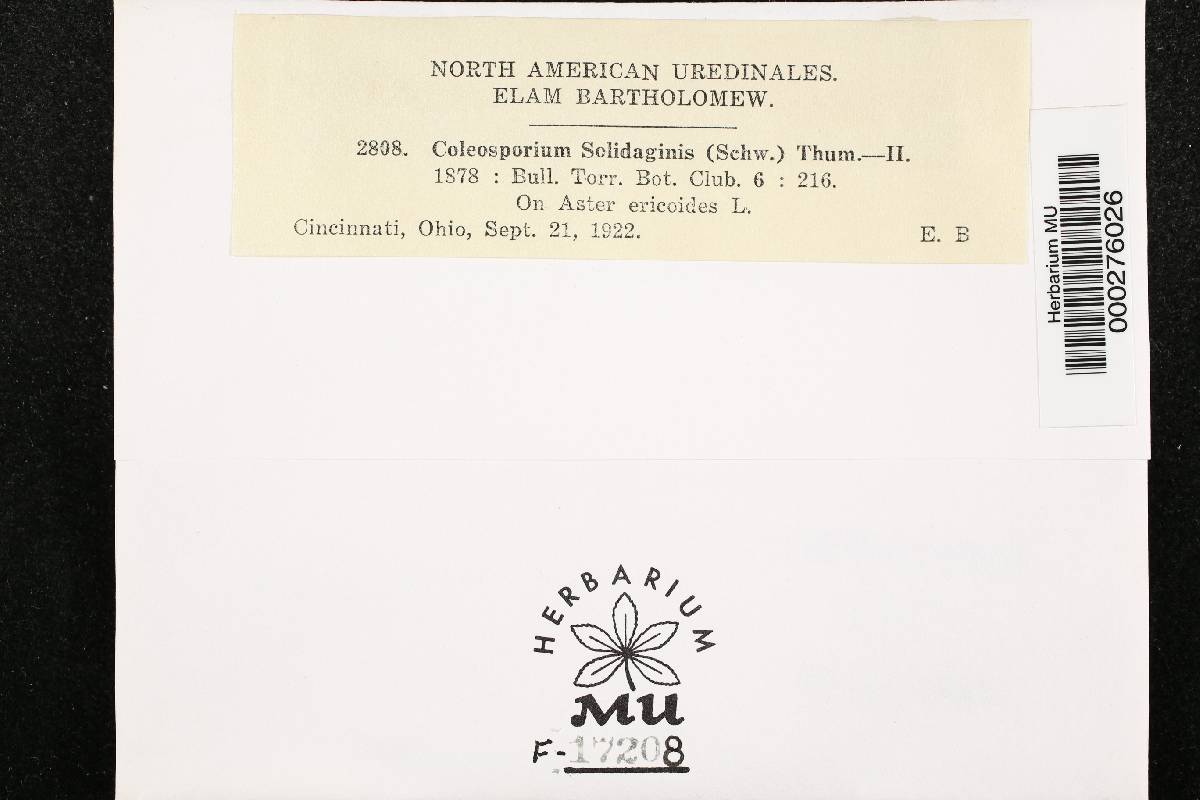 NORTH AMERICAN UREDINALES.
ELAM BARTHOLOMEW.
2808. Coleosporium Solidaginis (Schw.) Thum.—II.
1878 : Bull. Torr. Bot. Club. 6 : 216.
On Aster ericoides L.
Cincinnati, Ohio, Sept. 21, 1922. E. B
Herbarium MU
000276026
HERBARIUM
MU
F-17208